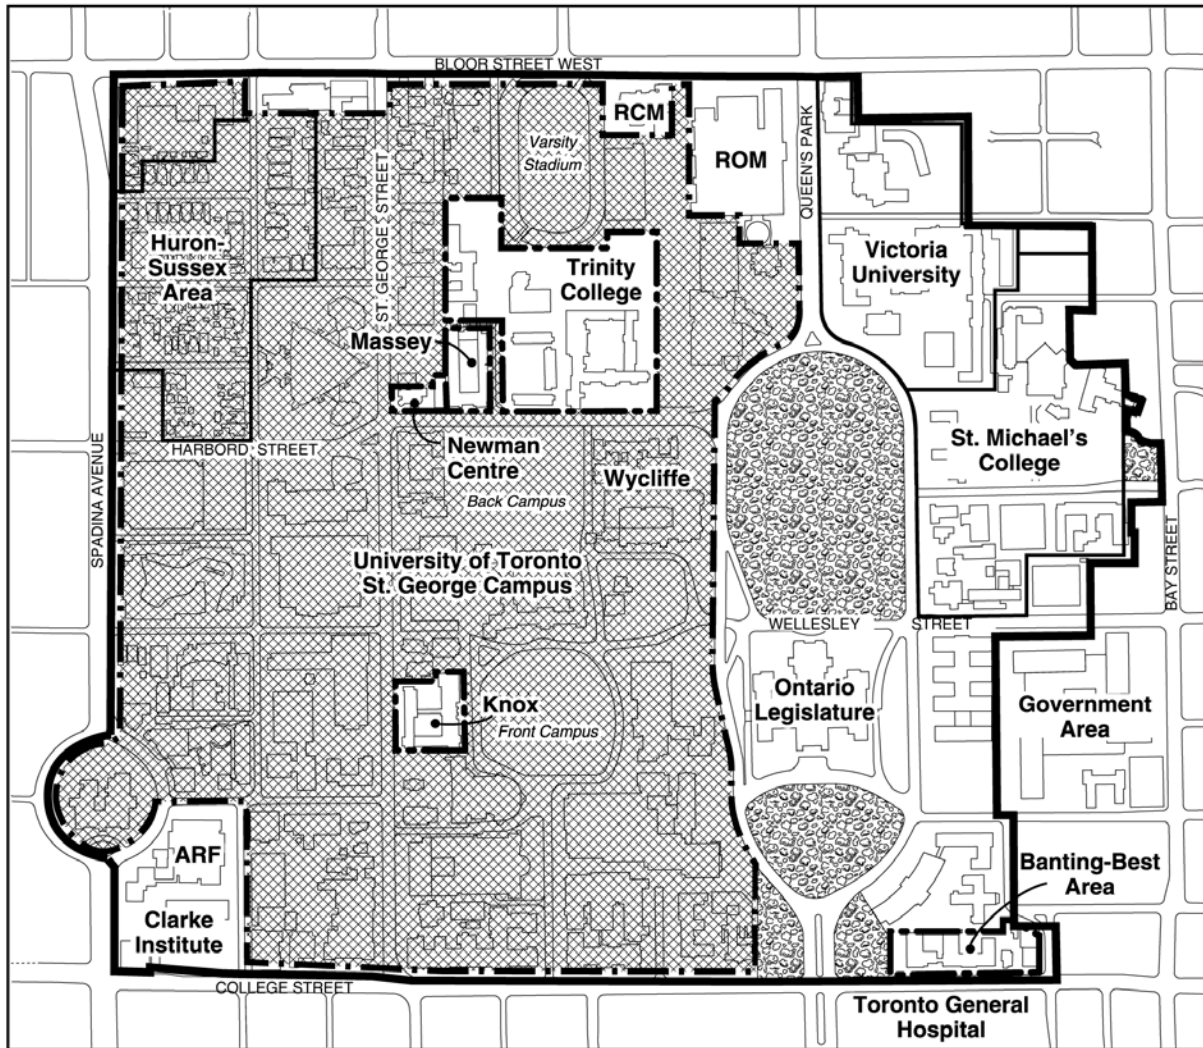 BLOOR STREET WEST
RCM
Varsity
Stadium
ROM
QUEEN'S PARK
ST. GEORGE STREET
Huron-
Sussex
Area
Trinity
College
Victoria
University
Massey
Newman
Centre
HARBORD STREET
Back Campus
Wycliffe
St. Michael's
College
SPADINA AVENUE
BAY STREET
University of Toronto
St. George Campus
WELLESLEY STREET
Knox
Front Campus
Ontario
Legislature
Government
Area
ARF
Clarke
Institute
Banting-Best
Area
COLLEGE STREET
Toronto General
Hospital